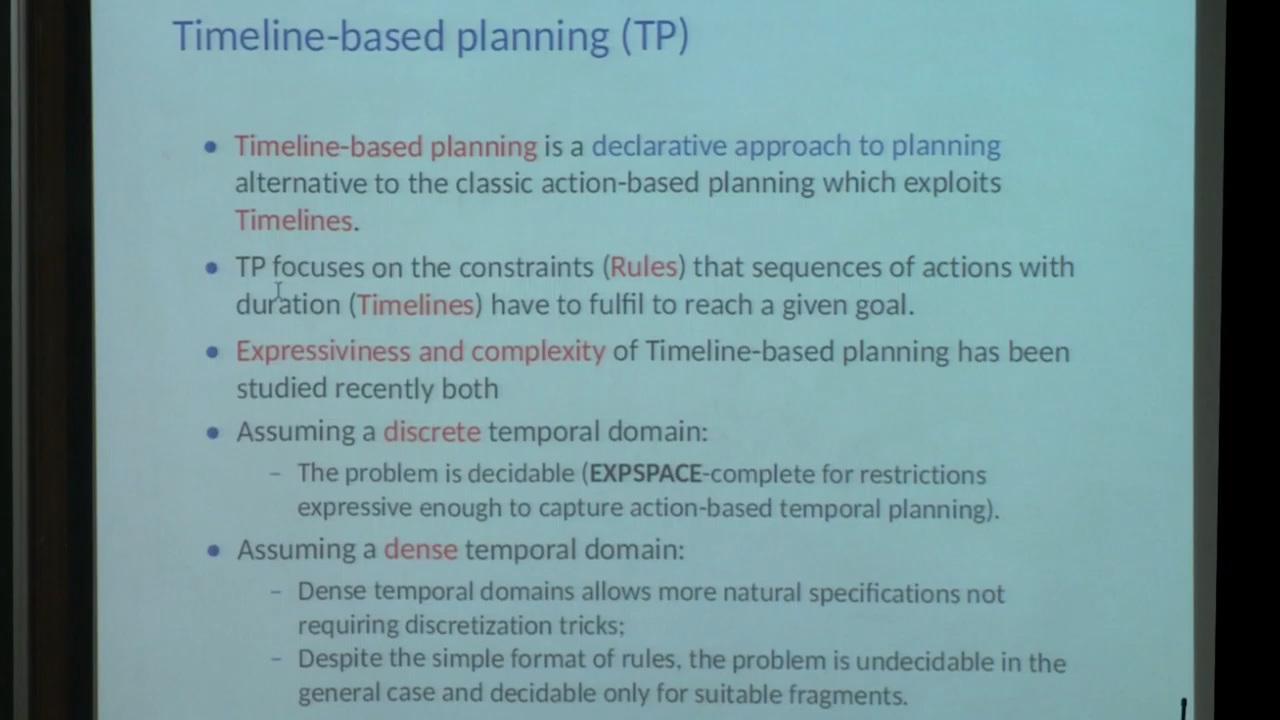 Timeline-based planning (TP)
• Timeline-based planning is a declarative approach to planning
alternative to the classic action-based planning which exploits
Timelines.
• TP focuses on the constraints (Rules) that sequences of actions with
duration (Timelines) have to fulfil to reach a given goal.
• Expressiviness and complexity of Timeline-based planning has been
studied recently both
• Assuming a discrete temporal domain:
– The problem is decidable (EXPSPACE-complete for restrictions
expressive enough to capture action-based temporal planning).
• Assuming a dense temporal domain:
– Dense temporal domains allows more natural specifications not
requiring discretization tricks;
– Despite the simple format of rules, the problem is undecidable in the
general case and decidable only for suitable fragments.